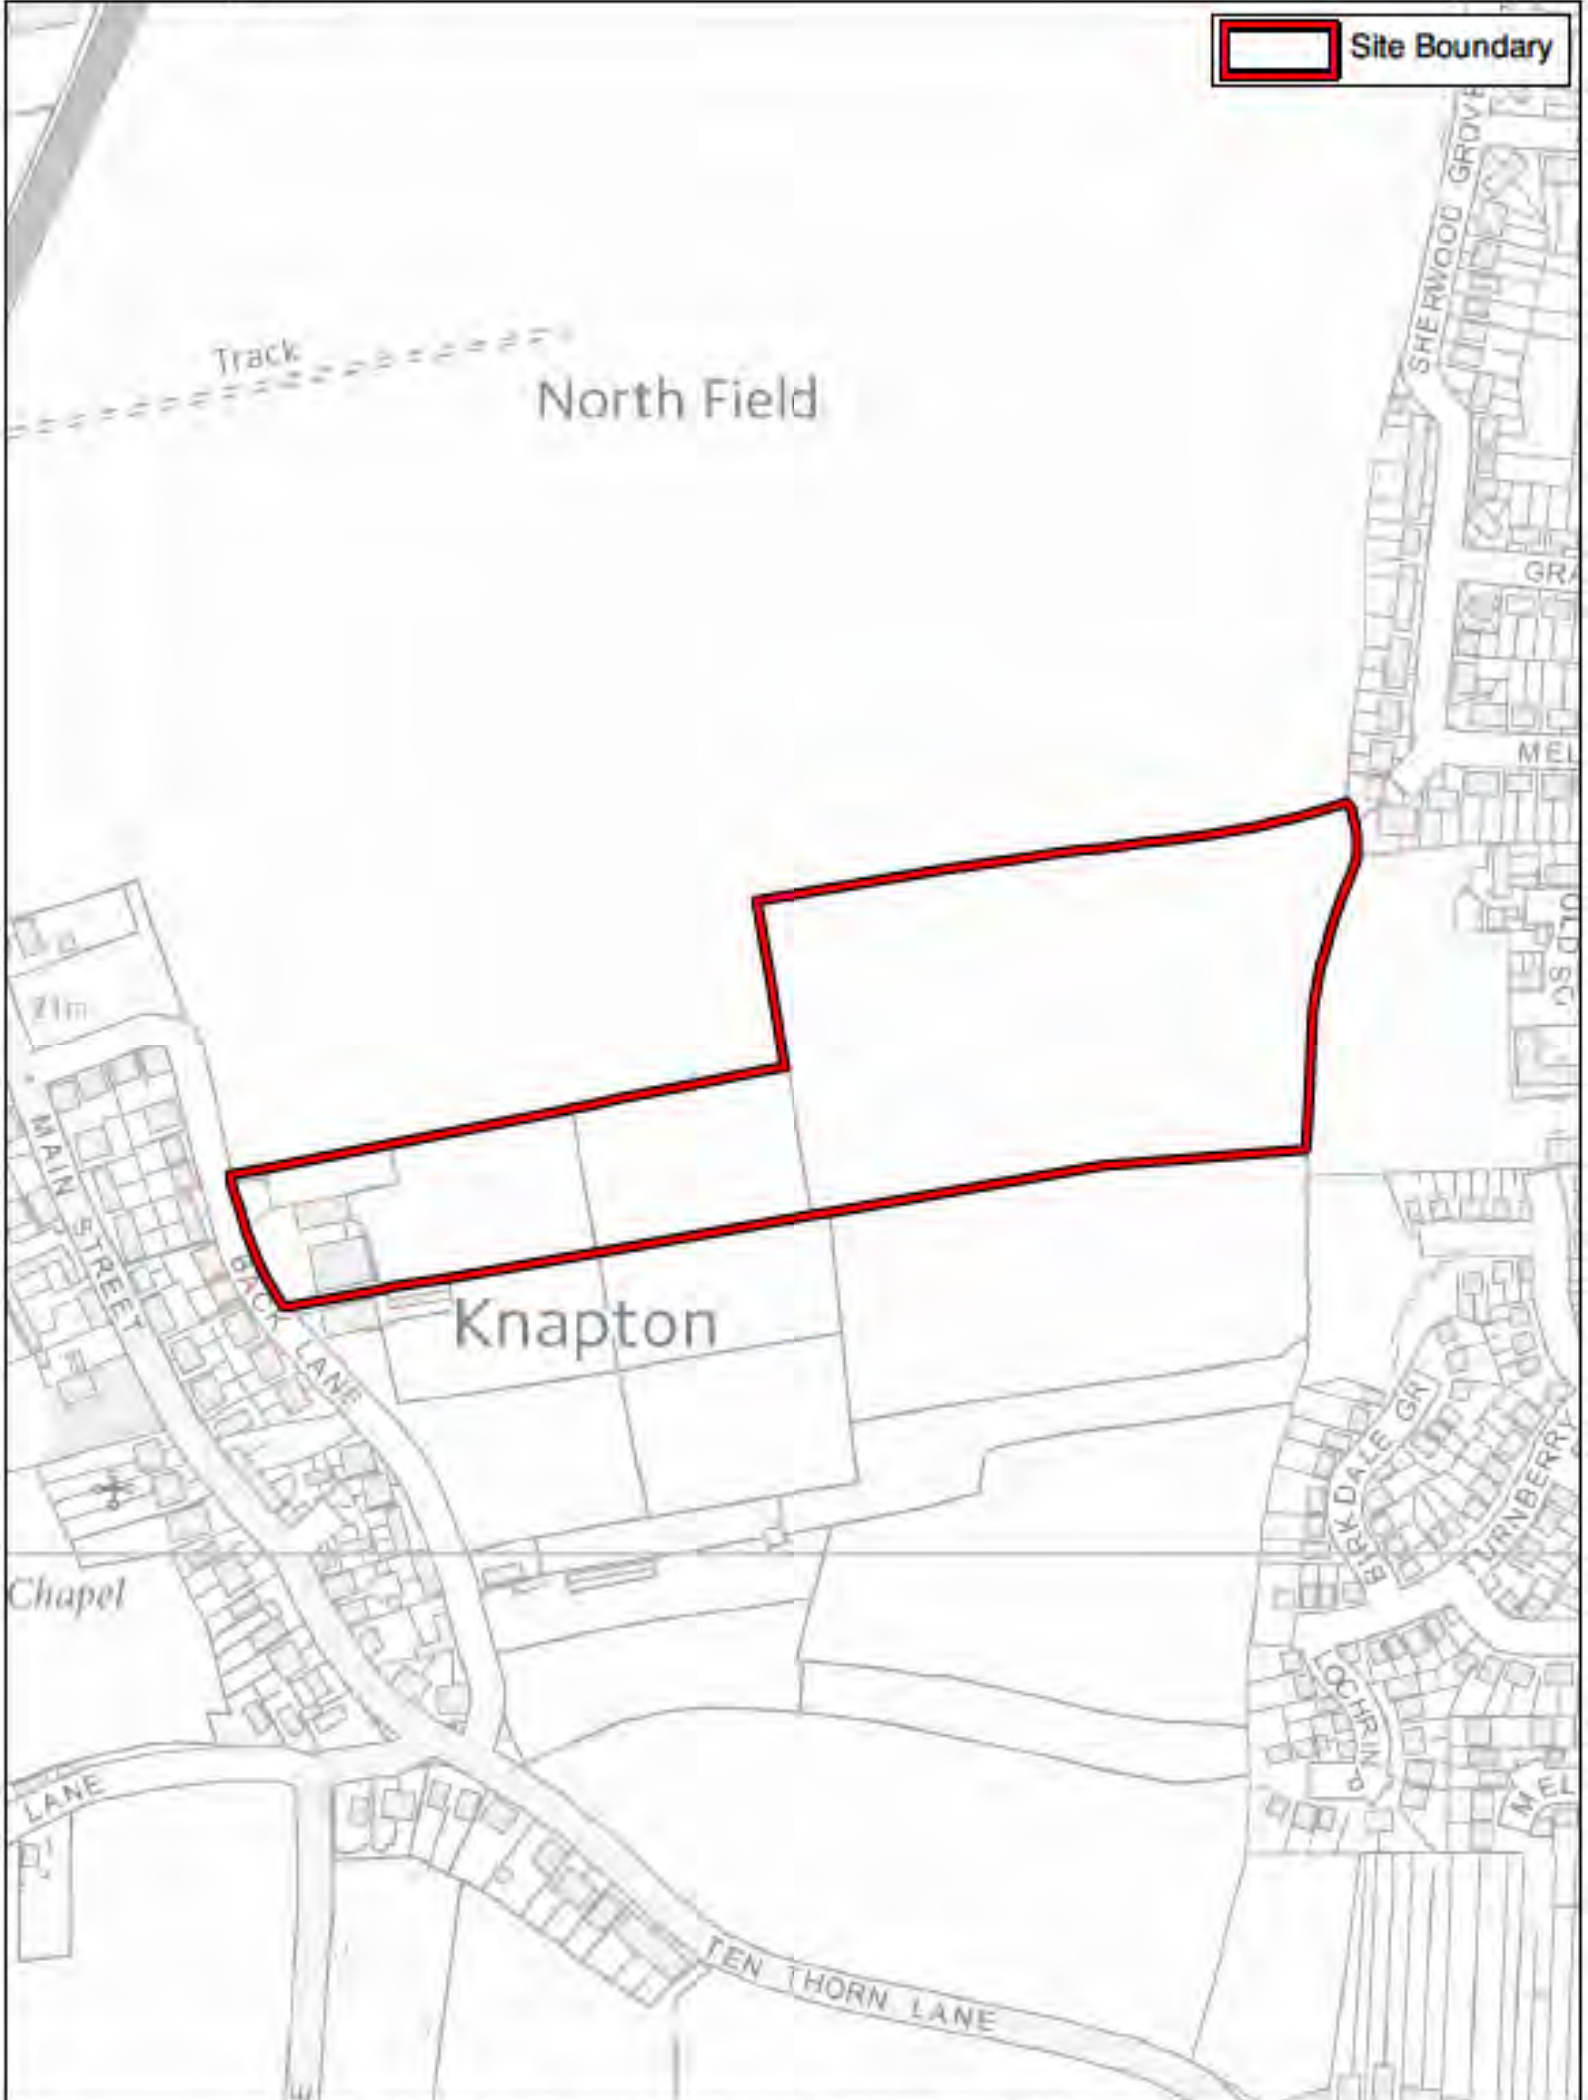 Site Boundary
SHERWOOD GROVE
Track
North Field
GRA
MEL
OLD SC
21m
MAIN STREET
BACK LANE
Knapton
BIRKDALE GR
TURNBERRY
Chapel
LOCHRIN
P
LANE
MEL
TEN THORN LANE